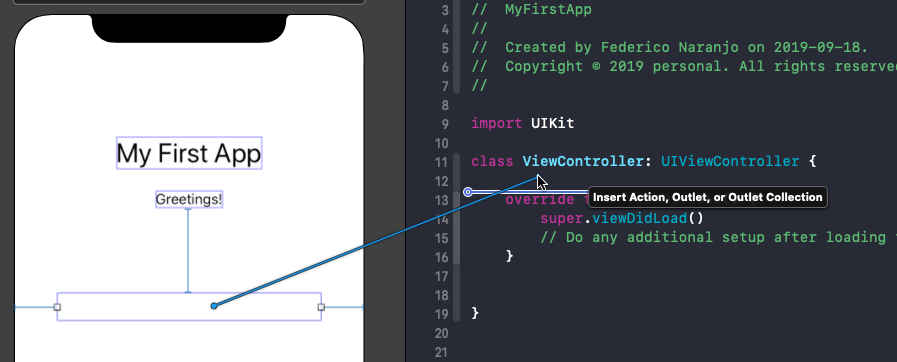 My First App
Greetings!
3 // MyFirstApp
4 //
5 // Created by Federico Naranjo on 2019-09-18.
6 // Copyright © 2019 personal. All rights reserve
7 //
8
9 import UIKit
10
11 class ViewController: UIViewController {
12
Insert Action, Outlet, or Outlet Collection
13 override
14 super.viewDidLoad()
15 // Do any additional setup after loading
16 }
17
18
19 }
20
21